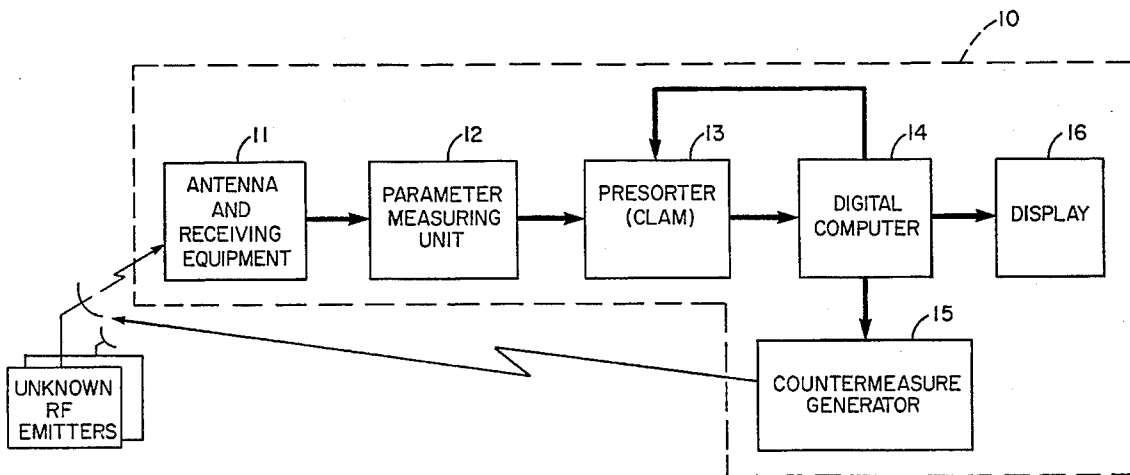 10
11
12
13
14
16
ANTENNA
AND
RECEIVING
EQUIPMENT
PARAMETER
MEASURING
UNIT
PRESORTER
(CLAM)
DIGITAL
COMPUTER
DISPLAY
15
COUNTERMEASURE
GENERATOR
UNKNOWN
RF
EMITTERS